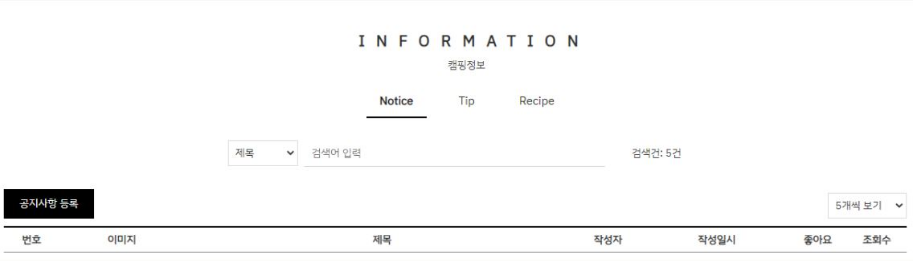 INFORMATION
캠핑정보
Notice Tip Recipe
제목 검색어 입력 검색건: 5건
공지사항 등록 5개씩 보기
번호 이미지 제목 작성자 작성일시 좋아요 조회수